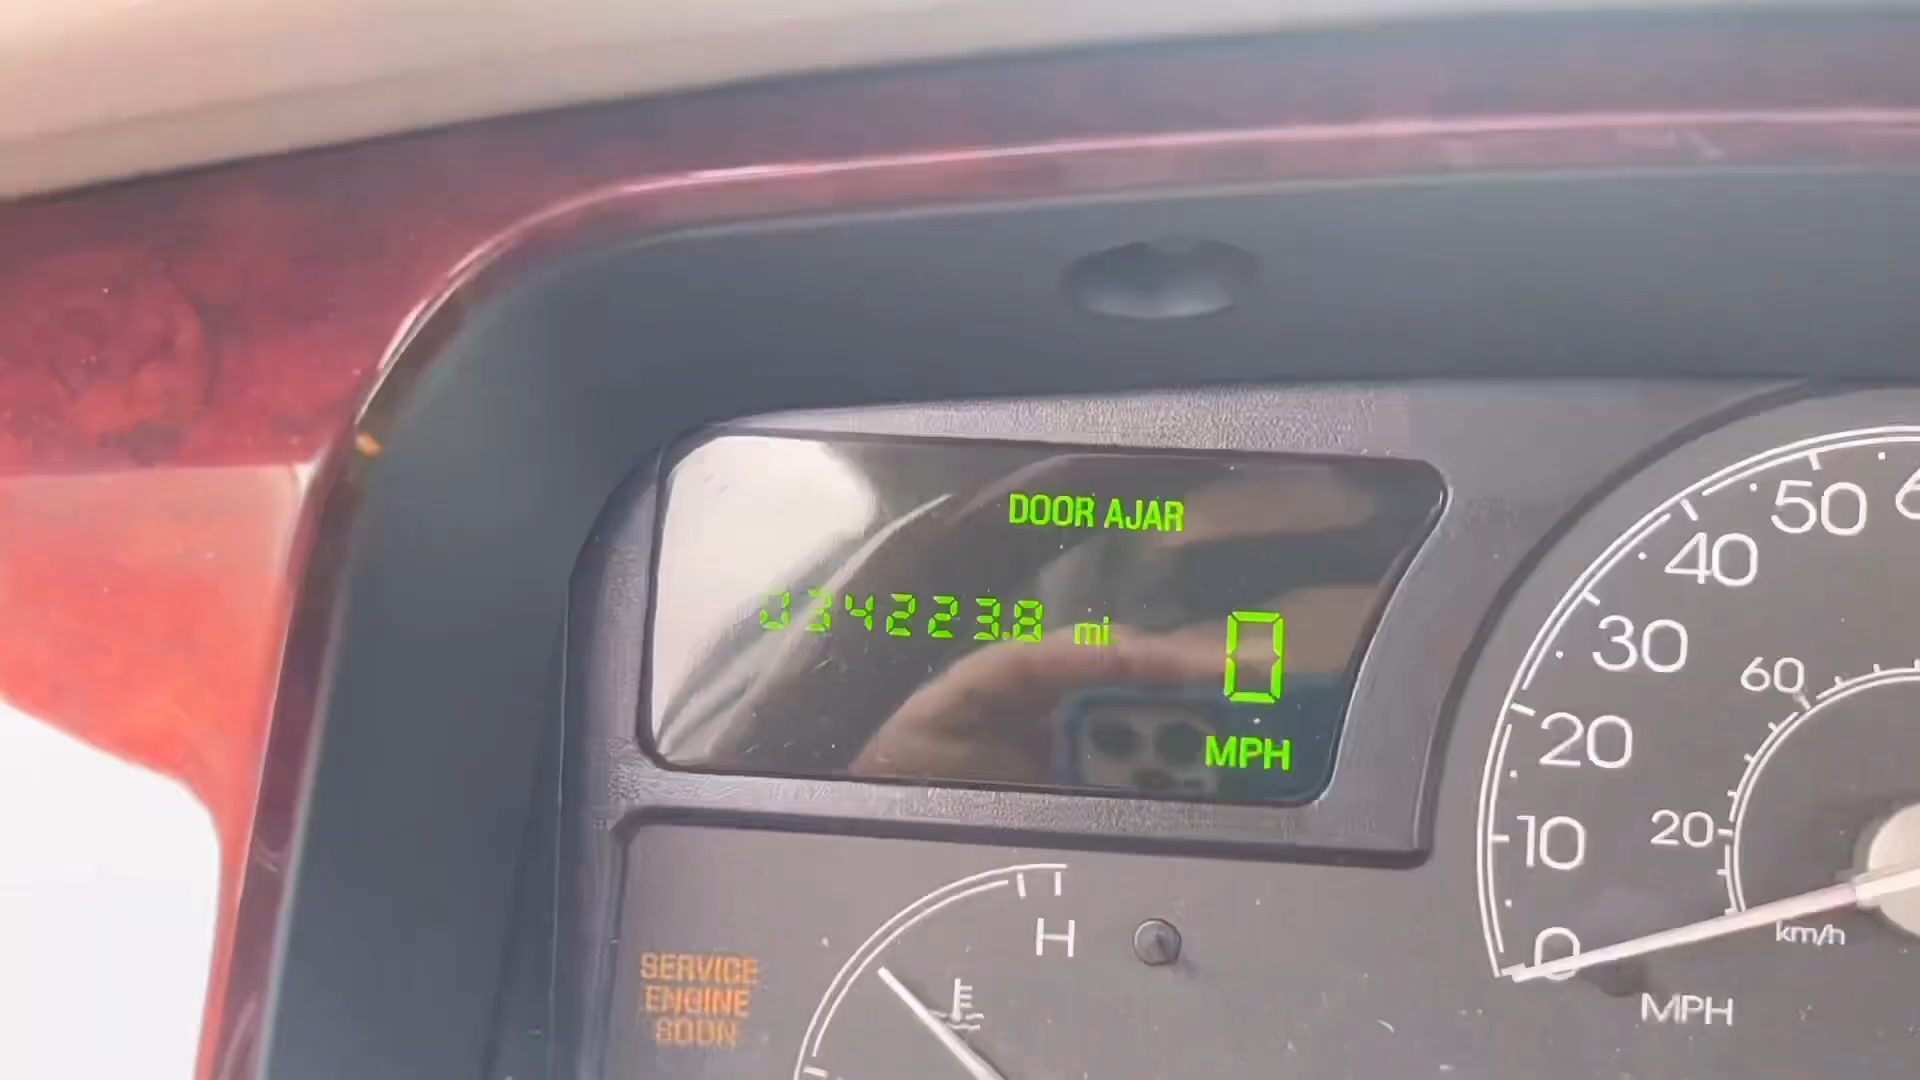 DOOR AJAR
034223.8 mi
0
MPH
50
40
30
20
10
0
60
20
km/h
MPH
H
SERVICE
ENGINE
SOON